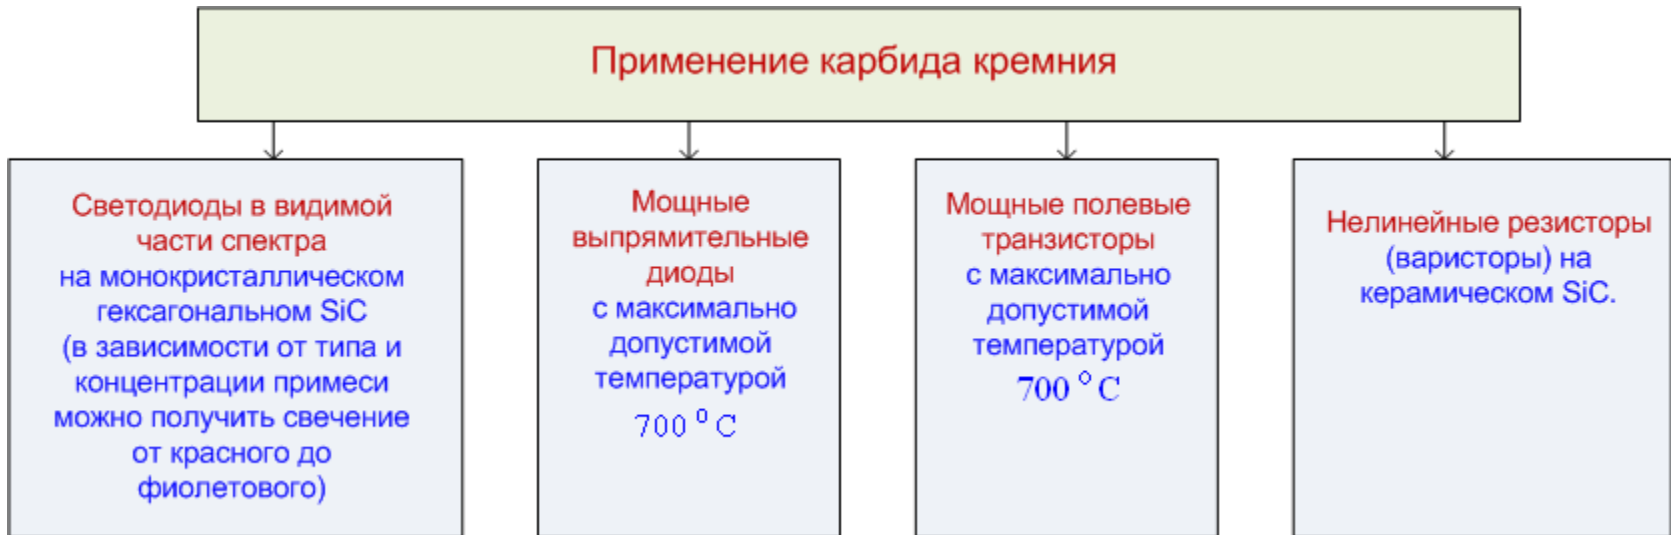 Применение карбида кремния
Светодиоды в видимой
части спектра
на монокристаллическом
гексагональном SiC
(в зависимости от типа и
концентрации примеси
можно получить свечение
от красного до
фиолетового)
Мощные
выпрямительные
диоды
с максимально
допустимой
температурой
700 ⁰ C
Мощные полевые
транзисторы
с максимально
допустимой
температурой
700 ⁰ C
Нелинейные резисторы
(варисторы) на
керамическом SiC.